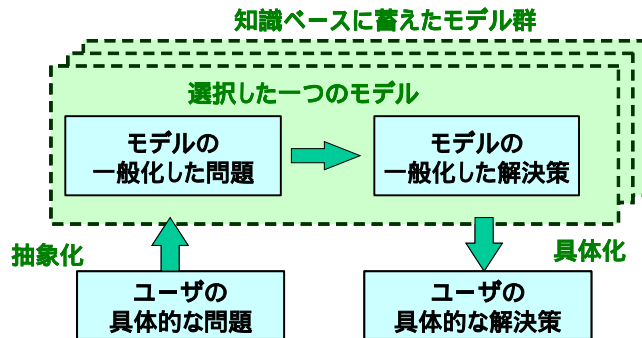 知識ベースに蓄えたモデル群
選択した一つのモデル
モデルの
一般化した問題
モデルの
一般化した解決策
抽象化
具体化
ユーザの
具体的な問題
ユーザの
具体的な解決策